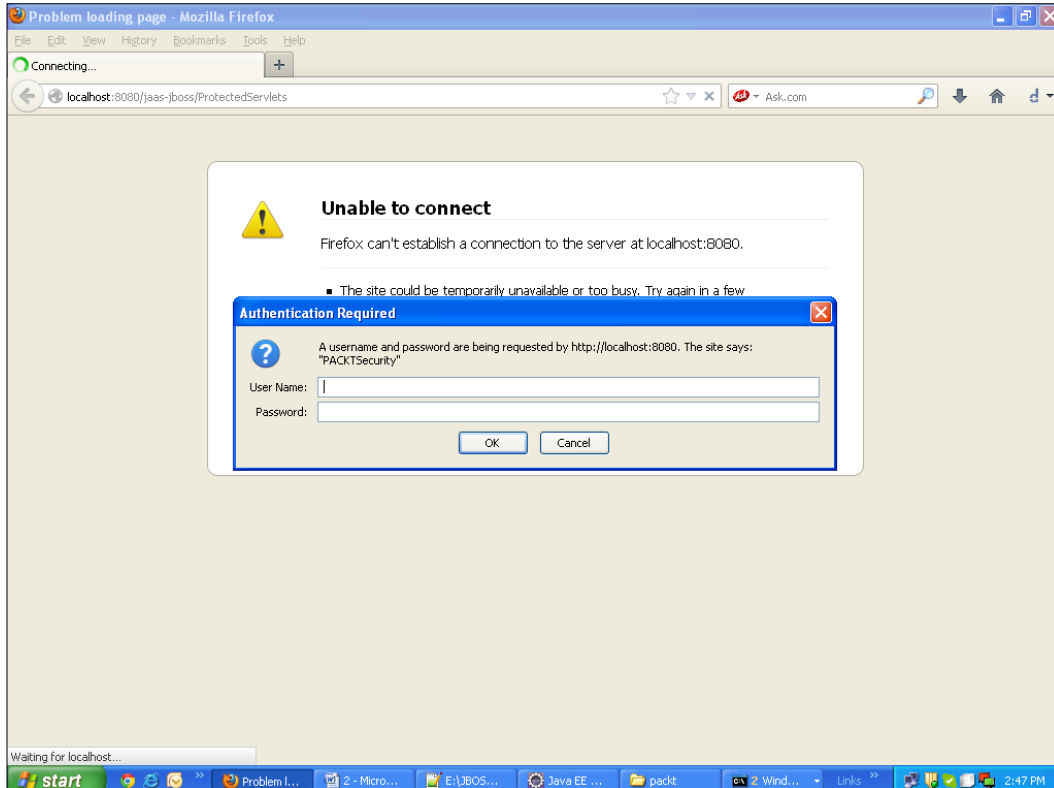 Problem loading page - Mozilla Firefox
File Edit View History Bookmarks Tools Help
Connecting...
localhost:8080/jaas-jboss/ProtectedServlets
Ask.com
Unable to connect
Firefox can't establish a connection to the server at localhost:8080.
The site could be temporarily unavailable or too busy. Try again in a few
Authentication Required
A username and password are being requested by http://localhost:8080. The site says:
"PACKTSecurity"
User Name:
Password:
OK Cancel
Waiting for localhost...
start Problem l... 2 - Micro... E:\JBOS... Java EE ... packt 2 Wind... Links 2:47 PM